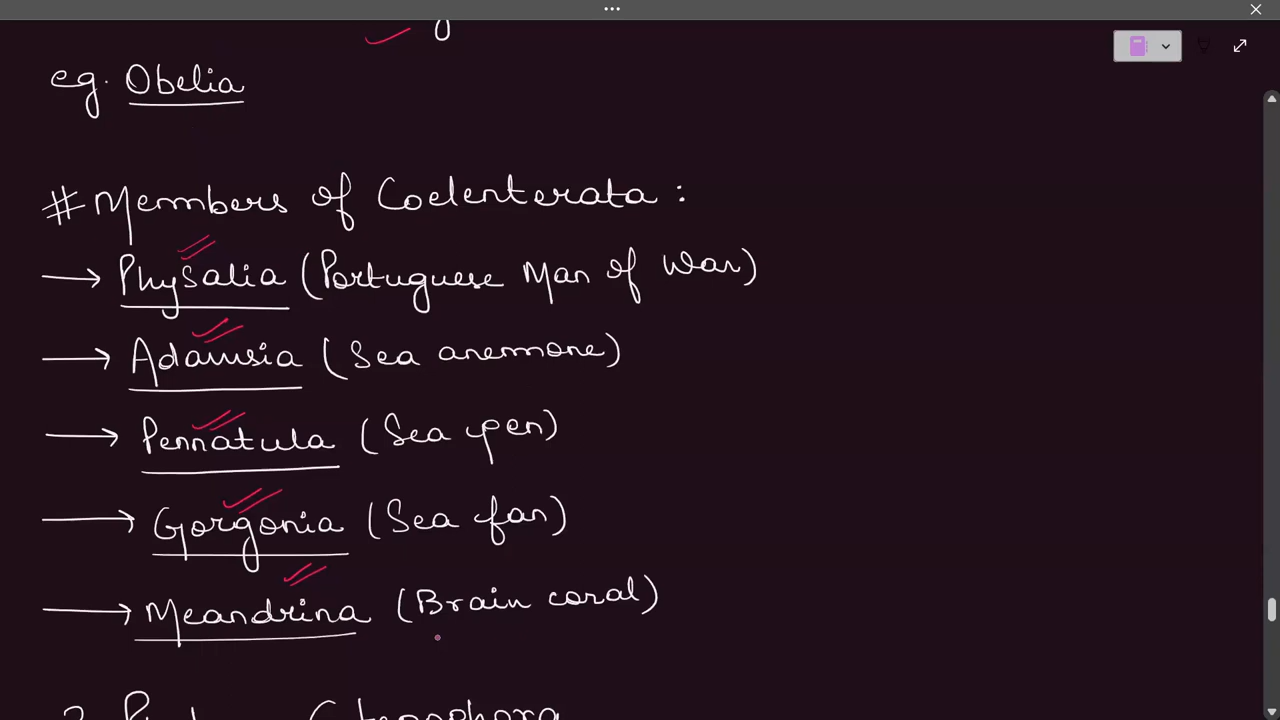 eg. Obelia
# Members of Coelenterata :
→ Physalia (Portuguese Man of War)
→ Adamsia (Sea anemone)
→ Pennatula (Sea pen)
→ Gorgonia (Sea fan)
→ Meandrina (Brain coral)
Ctenophora